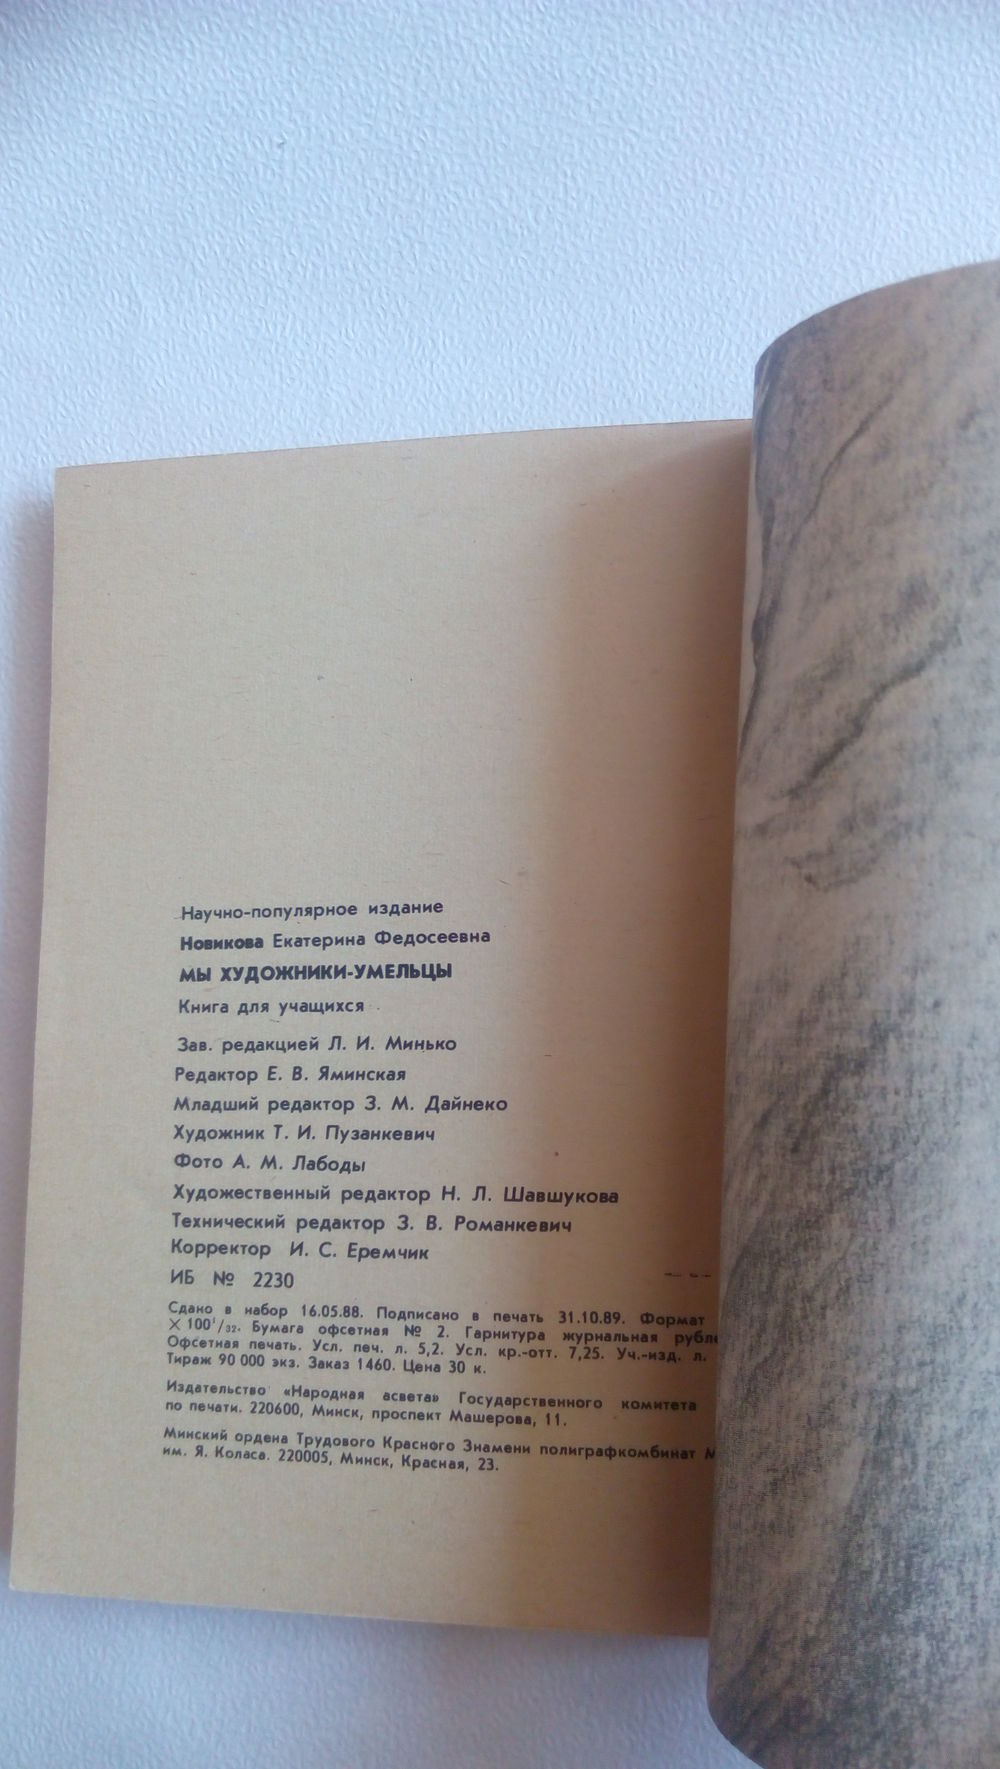 Научно-популярное издание
Новикова Екатерина Федосеевна
МЫ ХУДОЖНИКИ-УМЕЛЬЦЫ
Книга для учащихся
Зав. редакцией Л. И. Минько
Редактор Е. В. Яминская
Младший редактор З. М. Дайнеко
Художник Т. И. Пузанкевич
Фото А. М. Лабоды
Художественный редактор Н. Л. Шавшукова
Технический редактор З. В. Романкевич
Корректор И. С. Еремчик
ИБ № 2230
Сдано в набор 16.05.88. Подписано в печать 31.10.89. Формат
×100¹/₃₂. Бумага офсетная № 2. Гарнитура журнальная
Офсетная печать. Усл. печ. л. 5,2. Усл. кр.-отт. 7,25. Уч.-изд. л.
Тираж 90 000 экз. Заказ 1460. Цена 30 к.
Издательство «Народная асвета» Государственного комитета
по печати. 220600, Минск, проспект Машерова, 11.
Минский ордена Трудового Красного Знамени полиграфкомбинат
им. Я. Коласа. 220005, Минск, Красная, 23.